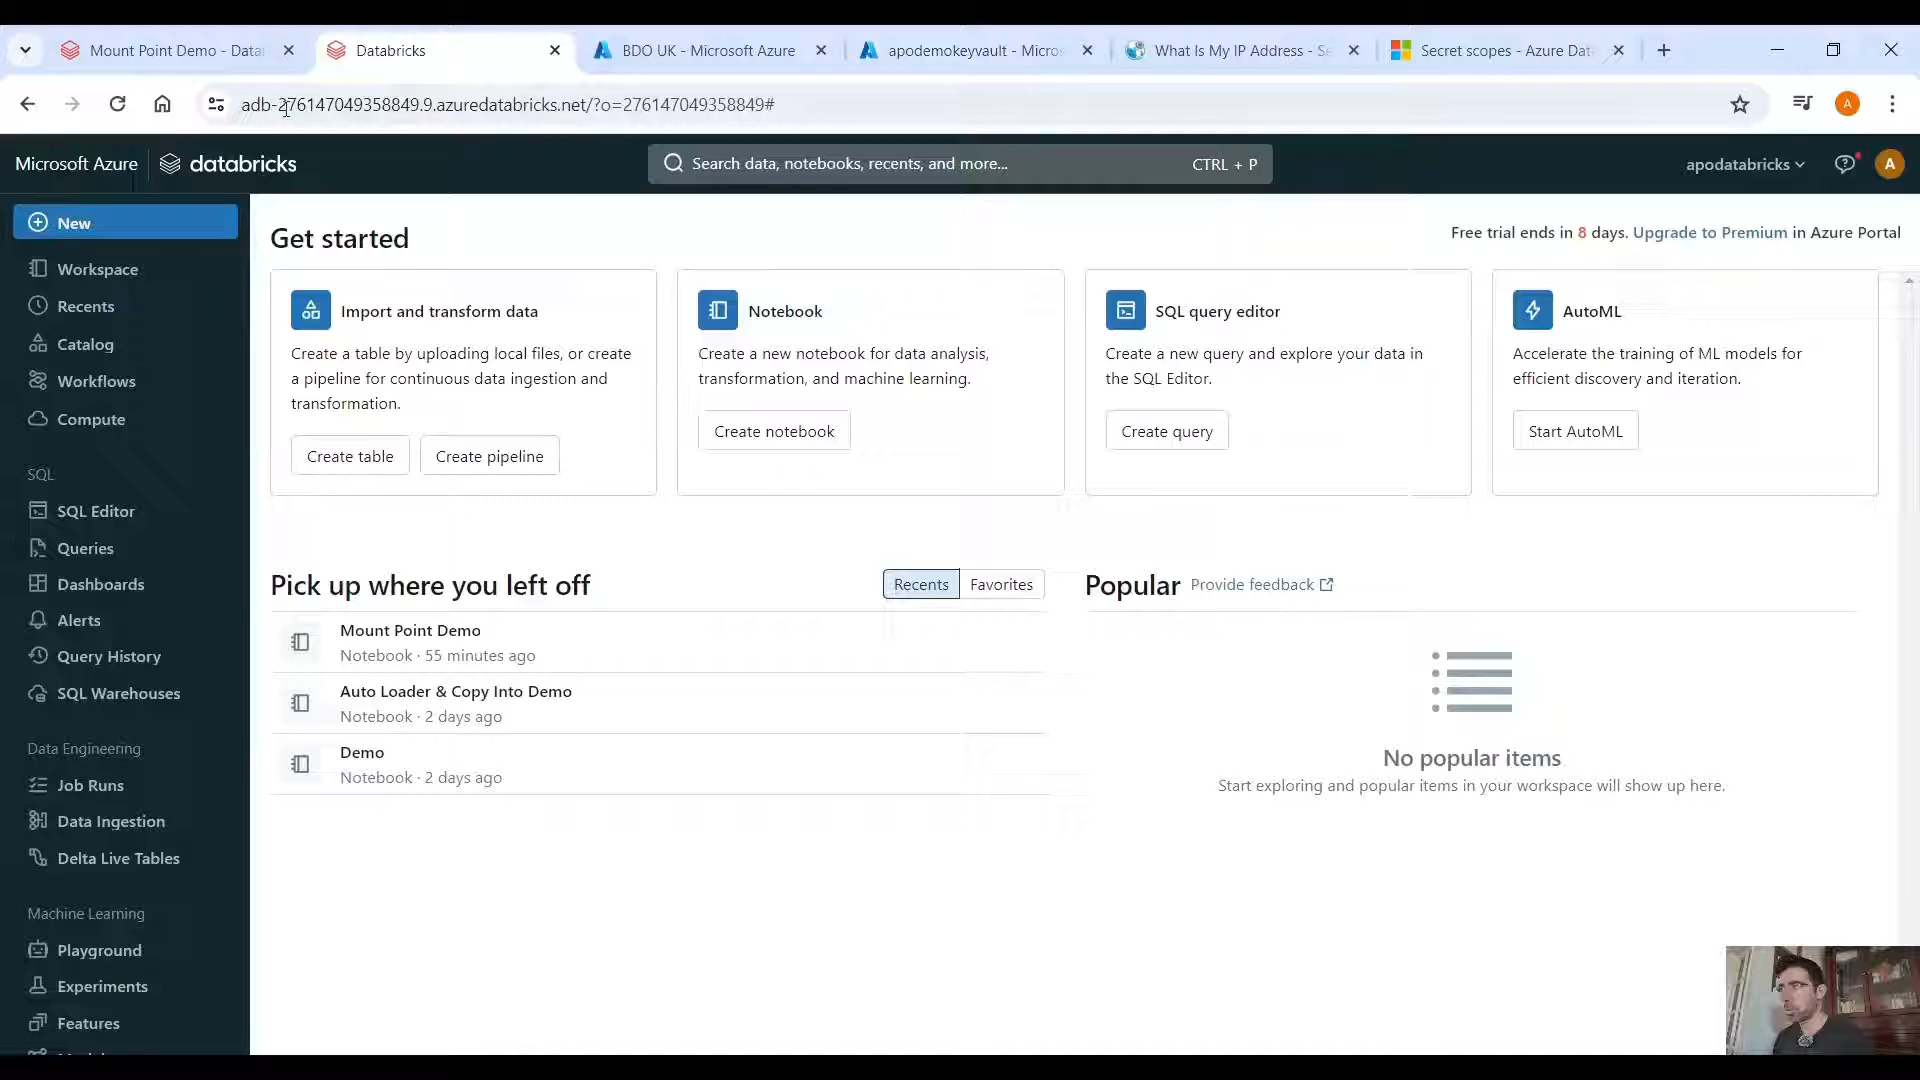 Mount Point Demo - Data
Databricks
BDO UK - Microsoft Azure
apodemokeyvault - Micros
What Is My IP Address - Se
Secret scopes - Azure Dat
adb-276147049358849.9.azuredatabricks.net/?o=276147049358849#
A
Microsoft Azure
databricks
Search data, notebooks, recents, and more...
CTRL + P
apodatabricks
A
New
Workspace
Recents
Catalog
Workflows
Compute
SQL
SQL Editor
Queries
Dashboards
Alerts
Query History
SQL Warehouses
Data Engineering
Job Runs
Data Ingestion
Delta Live Tables
Machine Learning
Playground
Experiments
Features
Get started
Free trial ends in 8 days. Upgrade to Premium in Azure Portal
Import and transform data
Create a table by uploading local files, or create
a pipeline for continuous data ingestion and
transformation.
Create table
Create pipeline
Notebook
Create a new notebook for data analysis,
transformation, and machine learning.
Create notebook
SQL query editor
Create a new query and explore your data in
the SQL Editor.
Create query
AutoML
Accelerate the training of ML models for
efficient discovery and iteration.
Start AutoML
Pick up where you left off
Recents
Favorites
Mount Point Demo
Notebook · 55 minutes ago
Auto Loader & Copy Into Demo
Notebook · 2 days ago
Demo
Notebook · 2 days ago
Popular
Provide feedback
No popular items
Start exploring and popular items in your workspace will show up here.